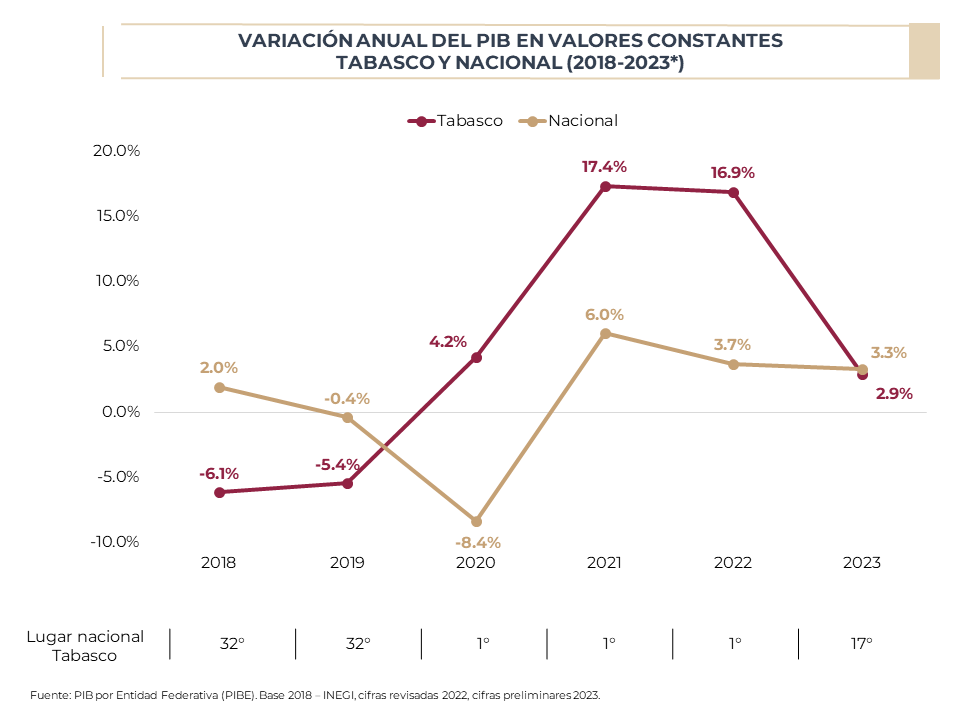 VARIACIÓN ANUAL DEL PIB EN VALORES CONSTANTES
TABASCO Y NACIONAL (2018-2023*)
Tabasco Nacional
20.0%
15.0%
10.0%
5.0%
0.0%
-5.0%
-10.0%
17.4%
16.9%
4.2%
6.0%
3.7%
3.3%
2.9%
2.0%
-0.4%
-5.4%
-6.1%
-8.4%
2018 2019 2020 2021 2022 2023
Lugar nacional
Tabasco
32° 32° 1° 1° 1° 17°
Fuente: PIB por Entidad Federativa (PIBE). Base 2018 – INEGI, cifras revisadas 2022, cifras preliminares 2023.